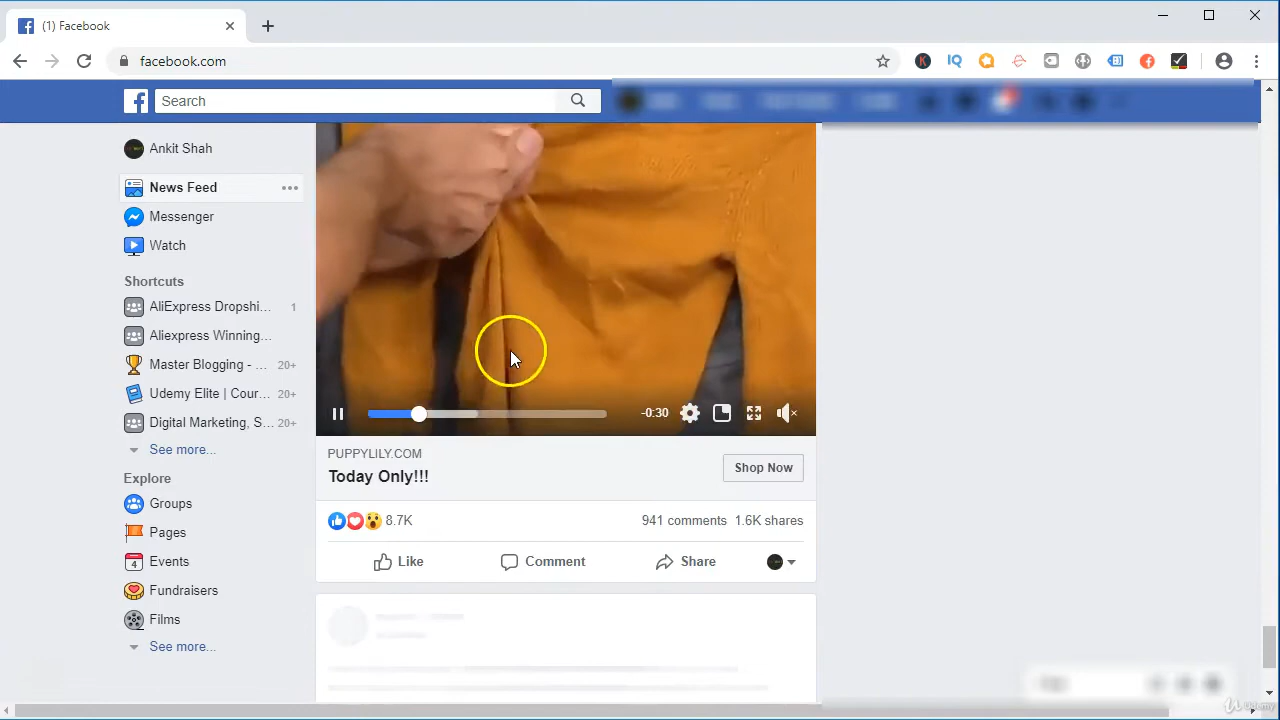 (1) Facebook
facebook.com
Search
Ankit Shah
News Feed
Messenger
Watch
Shortcuts
AliExpress Dropshi... 1
Aliexpress Winning...
Master Blogging - ... 20+
Udemy Elite | Cour... 20+
Digital Marketing, S... 20+
See more...
Explore
Groups
Pages
4 Events
Fundraisers
Films
See more...
-0:30
PUPPYLILY.COM
Today Only!!!
Shop Now
8.7K
941 comments 1.6K shares
Like Comment Share
Udemy